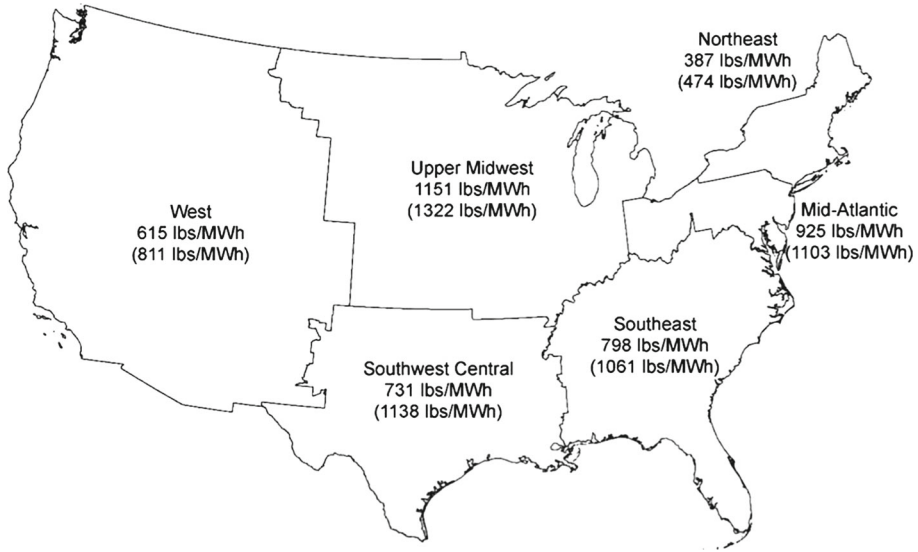 Northeast
387 lbs/MWh
(474 lbs/MWh)
Upper Midwest
1151 lbs/MWh
(1322 lbs/MWh)
West
615 lbs/MWh
(811 lbs/MWh)
Mid-Atlantic
925 lbs/MWh
(1103 lbs/MWh)
Southeast
798 lbs/MWh
(1061 lbs/MWh)
Southwest Central
731 lbs/MWh
(1138 lbs/MWh)